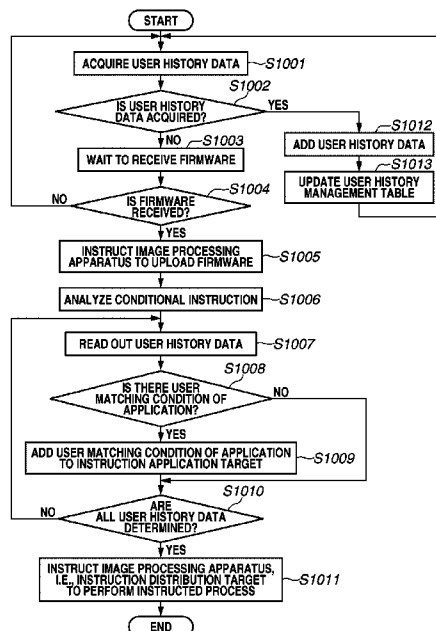 START
ACQUIRE USER HISTORY DATA
S1001
IS USER HISTORY
DATA ACQUIRED?
S1002
YES
NO
S1003
WAIT TO RECEIVE FIRMWARE
S1012
ADD USER HISTORY DATA
S1013
UPDATE USER HISTORY
MANAGEMENT TABLE
S1004
NO
IS FIRMWARE
RECEIVED?
YES
INSTRUCT IMAGE PROCESSING
APPARATUS TO UPLOAD FIRMWARE
S1005
ANALYZE CONDITIONAL INSTRUCTION
S1006
READ OUT USER HISTORY DATA
S1007
S1008
IS THERE USER
MATCHING CONDITION OF
APPLICATION?
NO
YES
ADD USER MATCHING CONDITION OF APPLICATION
TO INSTRUCTION APPLICATION TARGET
S1009
S1010
ARE
ALL USER HISTORY DATA
DETERMINED?
NO
YES
INSTRUCT IMAGE PROCESSING APPARATUS,
I.E., INSTRUCTION DISTRIBUTION TARGET
TO PERFORM INSTRUCTED PROCESS
S1011
END